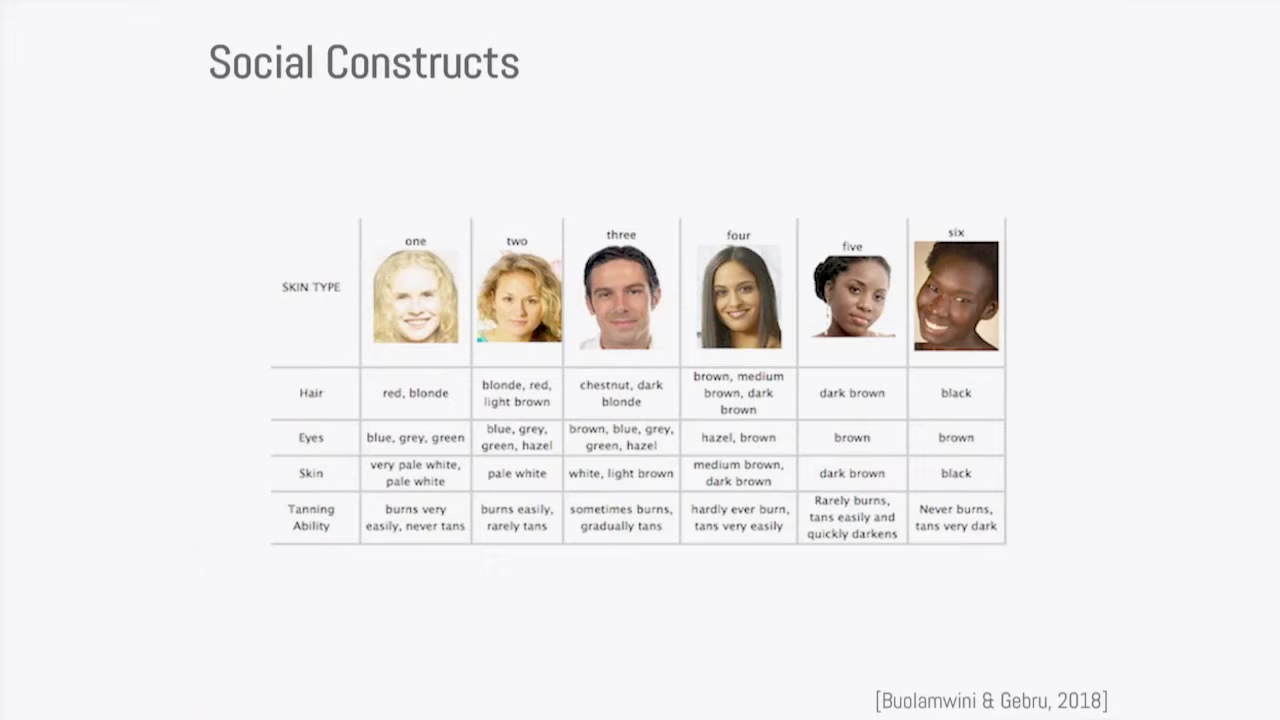 Social Constructs
one
two
three
four
five
six
SKIN TYPE
Hair
red, blonde
blonde, red,
light brown
chestnut, dark
blonde
brown, medium
brown, dark
brown
dark brown
black
Eyes
blue, grey, green
blue, grey,
green, hazel
brown, blue, grey,
green, hazel
hazel, brown
brown
brown
Skin
very pale white,
pale white
pale white
white, light brown
medium brown,
dark brown
dark brown
black
Tanning
Ability
burns very
easily, never tans
burns easily,
rarely tans
sometimes burns,
gradually tans
hardly ever burn,
tans very easily
Rarely burns,
tans easily and
quickly darkens
Never burns,
tans very dark
[Buolamwini & Gebru, 2018]